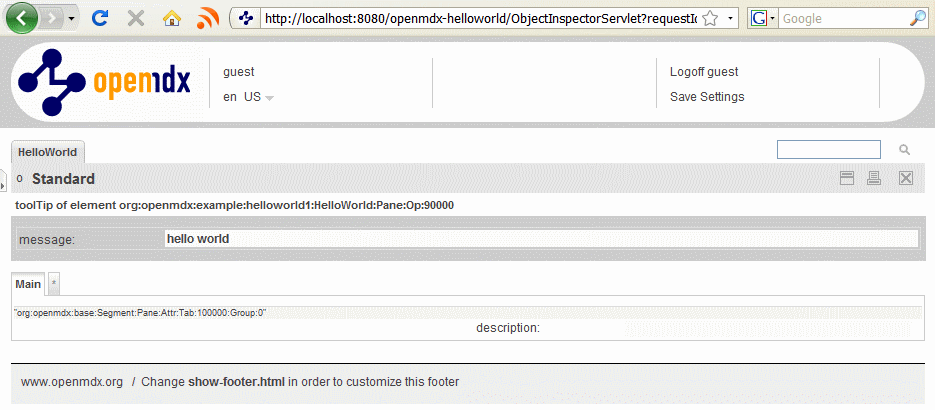 http://localhost:8080/openmdx-helloworld/ObjectInspectorServlet?requestId
G Google
openmdx
guest
Logoff guest
en US
Save Settings
HelloWorld
o Standard
toolTip of element org:openmdx:example:helloworld1:HelloWorld:Pane:Op:90000
message: hello world
Main *
"org:openmdx:base:Segment:Pane:Attr:Tab:100000:Group:0"
description:
www.openmdx.org / Change show-footer.html in order to customize this footer